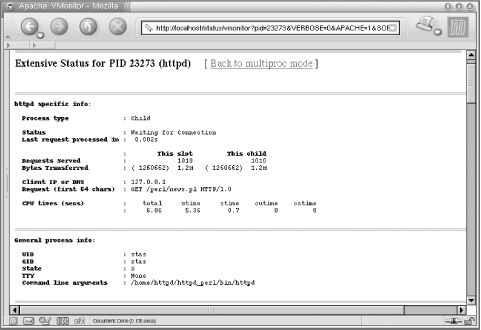 Apache::VMonitor - Mozilla
http://localhost/status/vmonitor?pid=23273&VERBOSE=0&APACHE=1&SOR
Extensive Status for PID 23273 (httpd) [ Back to multiproc mode ]
httpd specific info:
Process type : Child
Status : Waiting for Connection
Last request processed in : 0.002s
: This slot This child
Requests Served : 1010 1010
Bytes Transferred : ( 1260662) 1.2M ( 1260662) 1.2M
Client IP or DNS : 127.0.0.1
Request (first 64 chars) : GET /perl/news.pl HTTP/1.0
CPU times (secs) : total utime stime cutime cstime
: 6.06 5.36 0.7 0 0
General process info:
UID : stas
GID : stas
State : S
TTY : None
Command line arguments : /home/httpd/httpd_perl/bin/httpd
Document: Done (0.136 secs)